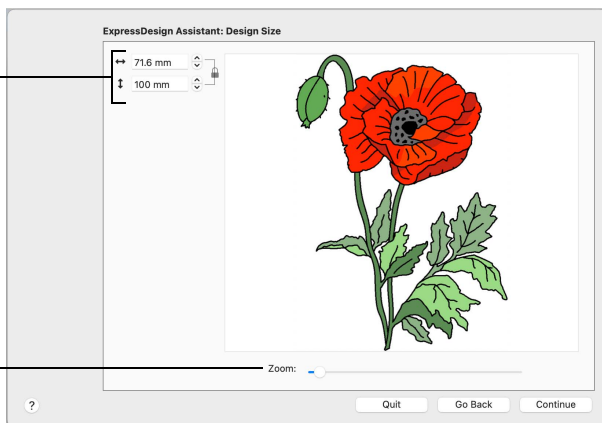 ExpressDesign Assistant: Design Size
71.6 mm
100 mm
Zoom:
?
Quit
Go Back
Continue